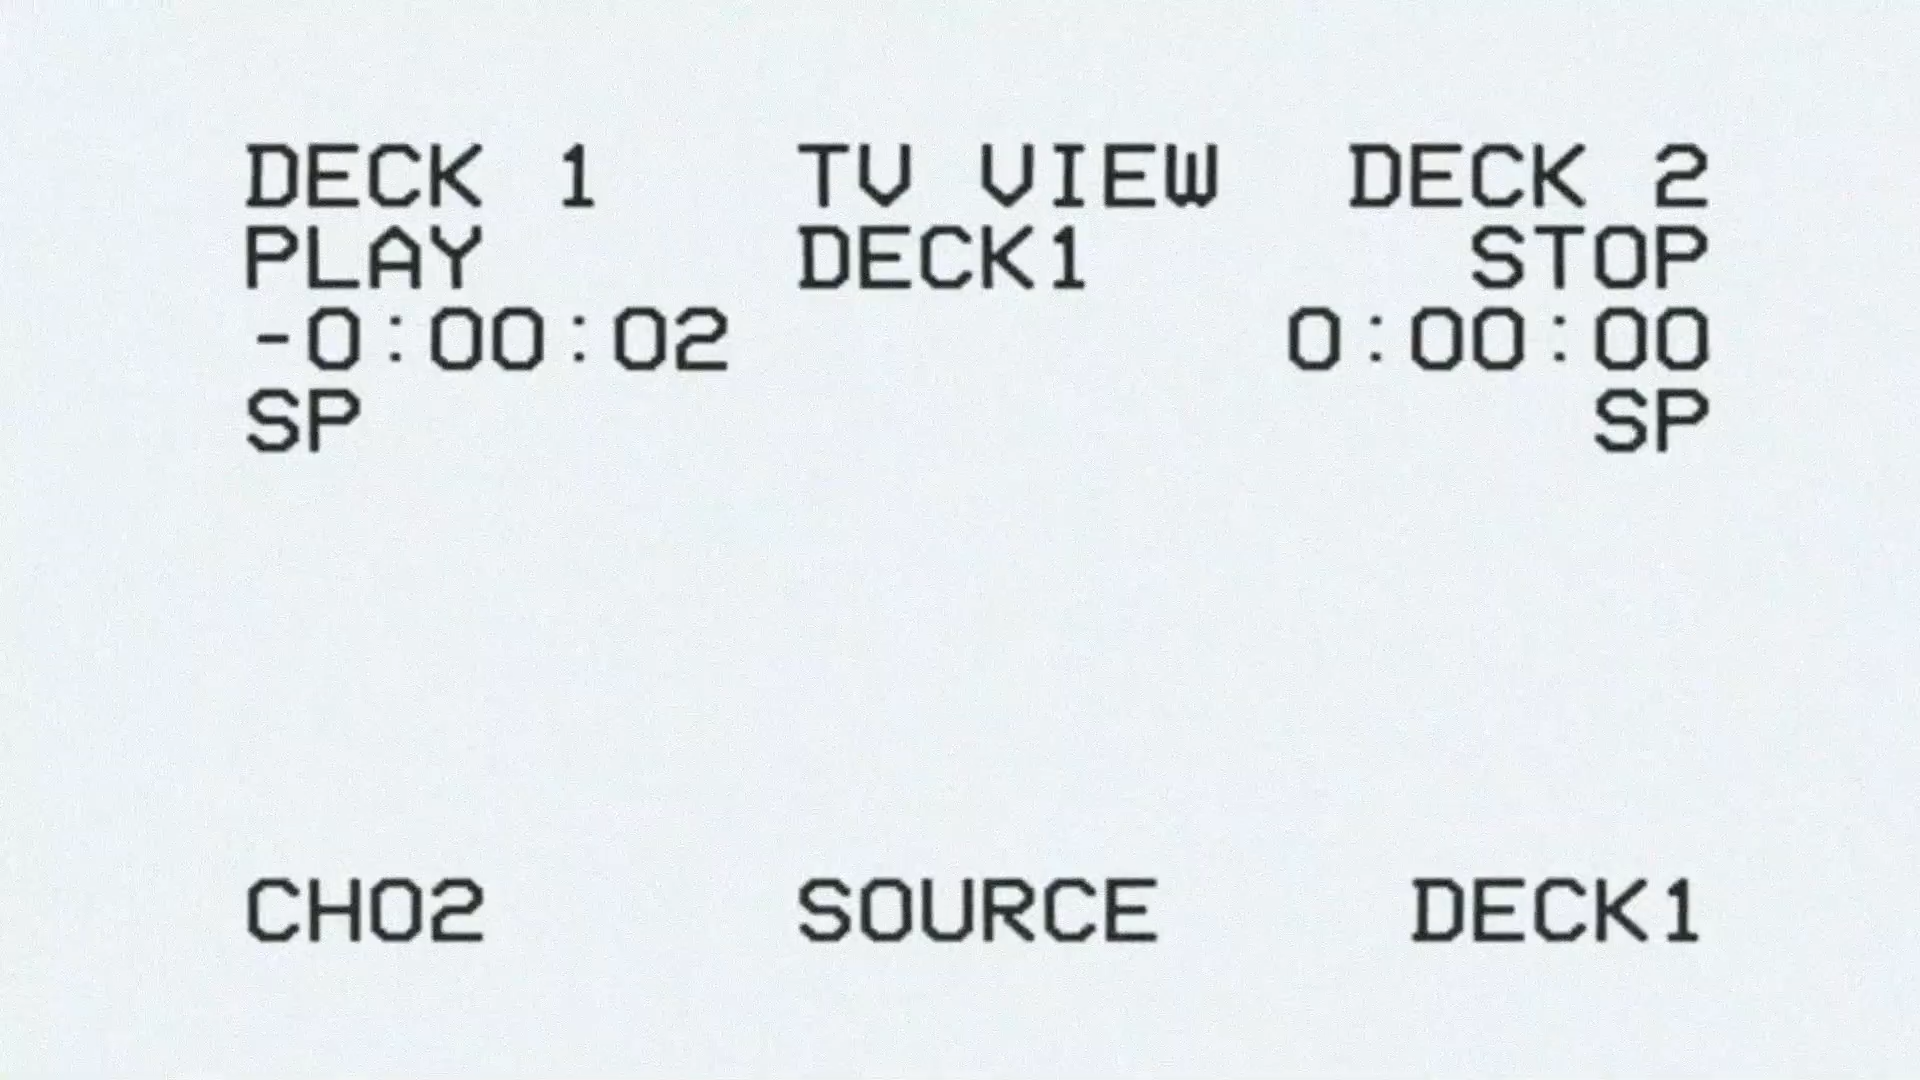 DECK 1 TV VIEW DECK 2
PLAY DECK1 STOP
-0:00:02 0:00:00
SP SP
CH02 SOURCE DECK1